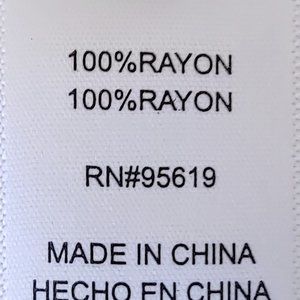 100%RAYON
100%RAYON
RN#95619
MADE IN CHINA
HECHO EN CHINA